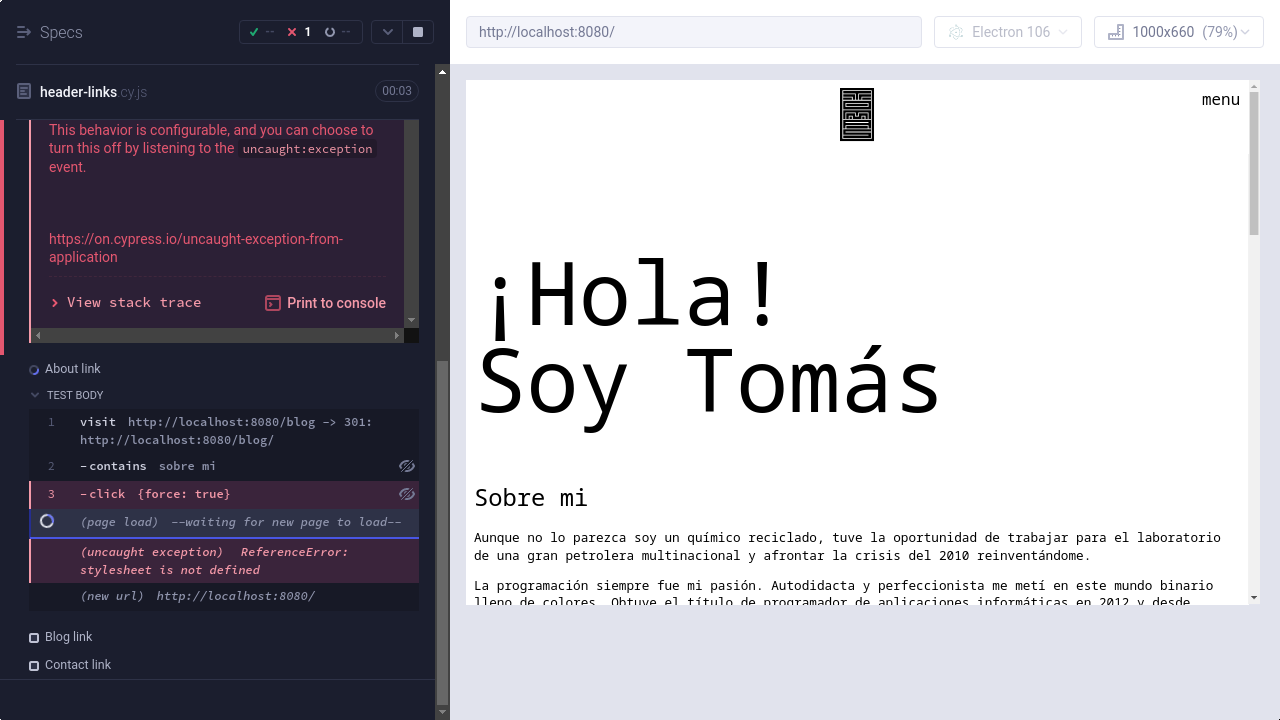 Specs
--
1
--
header-links.cy.js
00:03
This behavior is configurable, and you can choose to
turn this off by listening to the uncaught:exception
event.
https://on.cypress.io/uncaught-exception-from-
application
> View stack trace
Print to console
About link
TEST BODY
1 visit http://localhost:8080/blog -> 301:
http://localhost:8080/blog/
2 -contains sobre mi
3 -click {force: true}
(page load) --waiting for new page to load--
(uncaught exception) ReferenceError:
stylesheet is not defined
(new url) http://localhost:8080/
Blog link
Contact link
http://localhost:8080/
Electron 106
1000x660 (79%)
menu
¡Hola!
Soy Tomás
Sobre mi
Aunque no lo parezca soy un químico reciclado, tuve la oportunidad de trabajar para el laboratorio
de una gran petrolera multinacional y afrontar la crisis del 2010 reinventándome.
La programación siempre fue mi pasión. Autodidacta y perfeccionista me metí en este mundo binario
lleno de colores. Obtuve el título de programador de aplicaciones informáticas en 2012 y desde